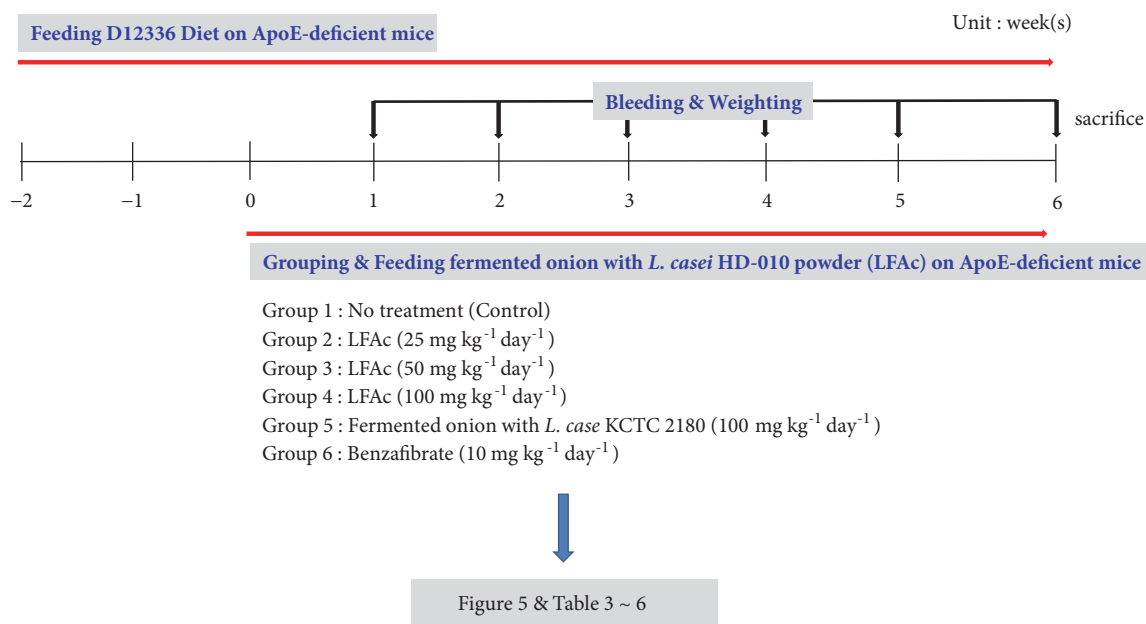 Feeding D12336 Diet on ApoE-deficient mice
Unit : week(s)
Bleeding & Weighting
sacrifice
−2 −1 0 1 2 3 4 5 6
Grouping & Feeding fermented onion with L. casei HD-010 powder (LFAc) on ApoE-deficient mice
Group 1 : No treatment (Control)
Group 2 : LFAc (25 mg kg⁻¹ day⁻¹)
Group 3 : LFAc (50 mg kg⁻¹ day⁻¹)
Group 4 : LFAc (100 mg kg⁻¹ day⁻¹)
Group 5 : Fermented onion with L. case KCTC 2180 (100 mg kg⁻¹ day⁻¹)
Group 6 : Benzafibrate (10 mg kg⁻¹ day⁻¹)
Figure 5 & Table 3 ~ 6